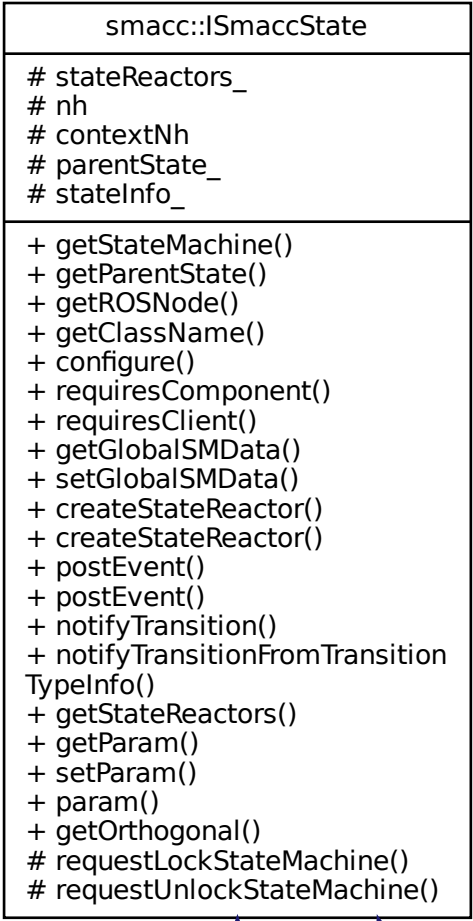 smacc::ISmaccState
# stateReactors_
# nh
# contextNh
# parentState_
# stateInfo_
+ getStateMachine()
+ getParentState()
+ getROSNode()
+ getClassName()
+ configure()
+ requiresComponent()
+ requiresClient()
+ getGlobalSMData()
+ setGlobalSMData()
+ createStateReactor()
+ createStateReactor()
+ postEvent()
+ postEvent()
+ notifyTransition()
+ notifyTransitionFromTransition
TypeInfo()
+ getStateReactors()
+ getParam()
+ setParam()
+ param()
+ getOrthogonal()
# requestLockStateMachine()
# requestUnlockStateMachine()